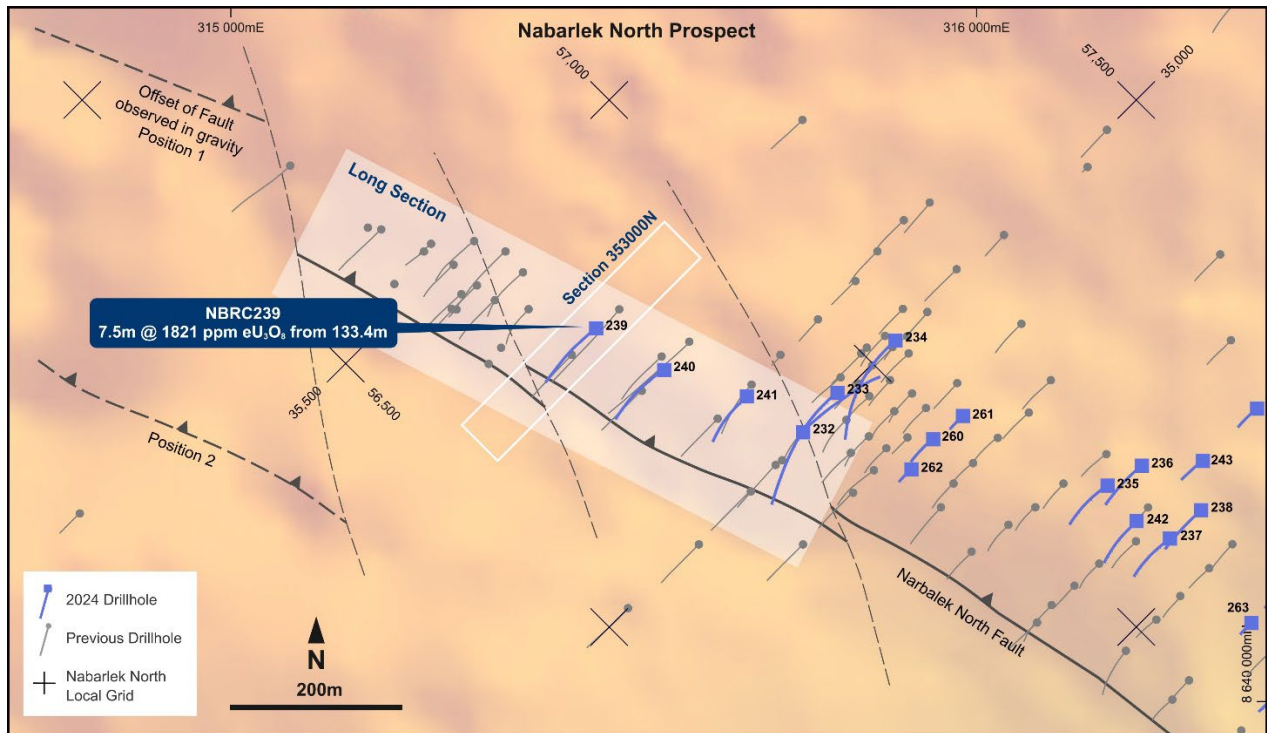 315 000mE
Nabarlek North Prospect
316 000mE
57,000
57,500
35,000
Offset of Fault
observed in gravity
Position 1
Long Section
Section 353000N
NBRC239
7.5m @ 1821 ppm eU₃O₈ from 133.4m
239
240
241
234
233
232
261
260
262
236
243
235
238
242
237
263
35,500
56,500
Position 2
Narbalek North Fault
8 640 000mN
2024 Drillhole
Previous Drillhole
Nabarlek North
Local Grid
N
200m